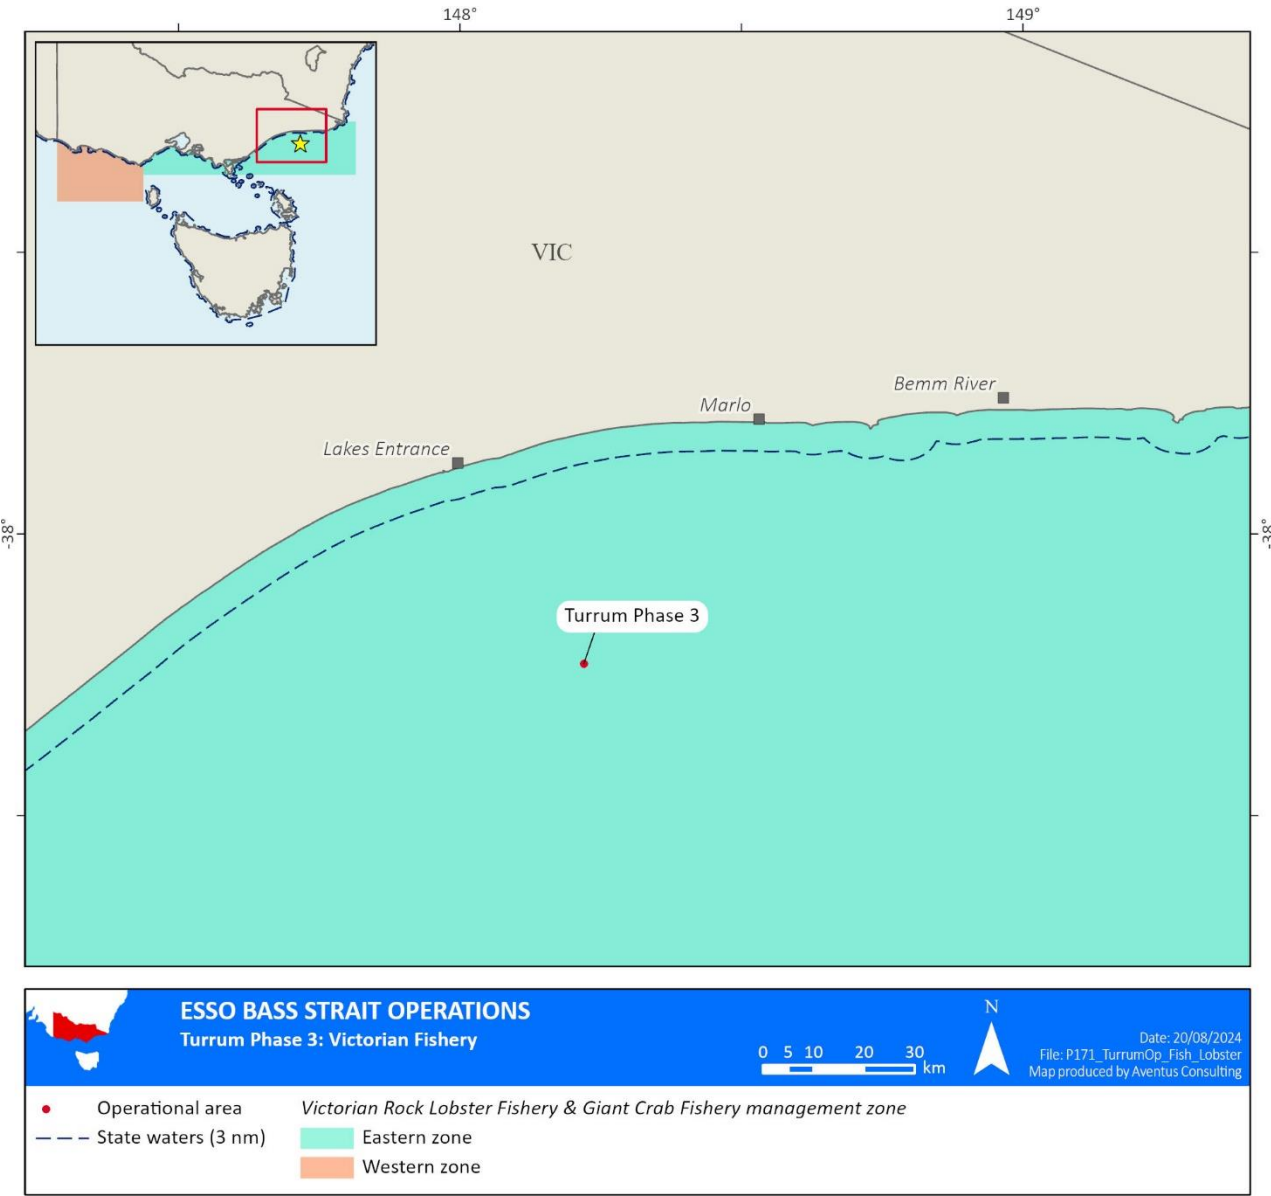 148°
149°
VIC
Bemm River
Marlo
Lakes Entrance
-38°
-38°
Turrum Phase 3
ESSO BASS STRAIT OPERATIONS
Turrum Phase 3: Victorian Fishery
0 5 10 20 30
km
N
Date: 20/08/2024
File: P171_TurrumOp_Fish_Lobster
Map produced by Aventus Consulting
Operational area
State waters (3 nm)
Victorian Rock Lobster Fishery & Giant Crab Fishery management zone
Eastern zone
Western zone